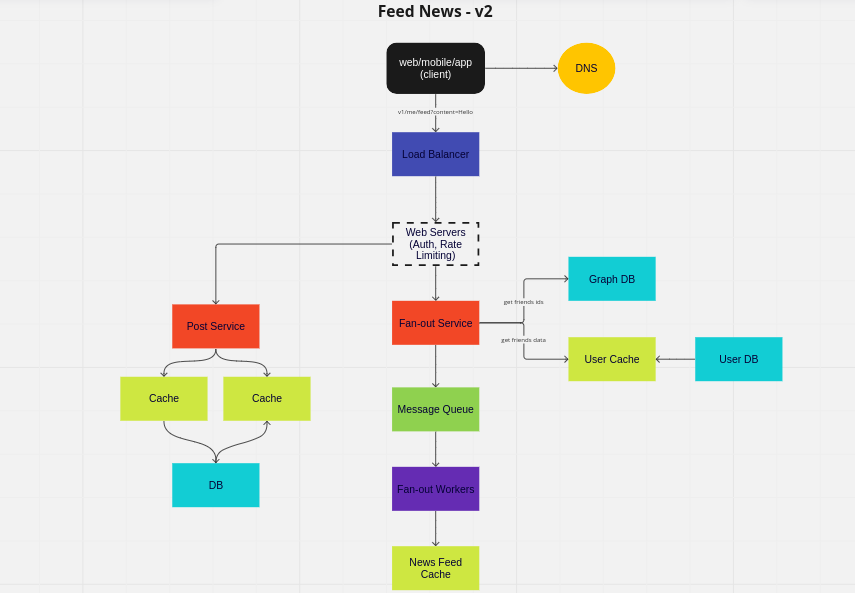 Feed News - v2
web/mobile/app
(client)
DNS
v1/me/feed?content=Hello
Load Balancer
Web Servers
(Auth, Rate
Limiting)
Graph DB
get friends ids
Post Service
Fan-out Service
get friends data
User Cache
User DB
Cache
Cache
Message Queue
DB
Fan-out Workers
News Feed
Cache